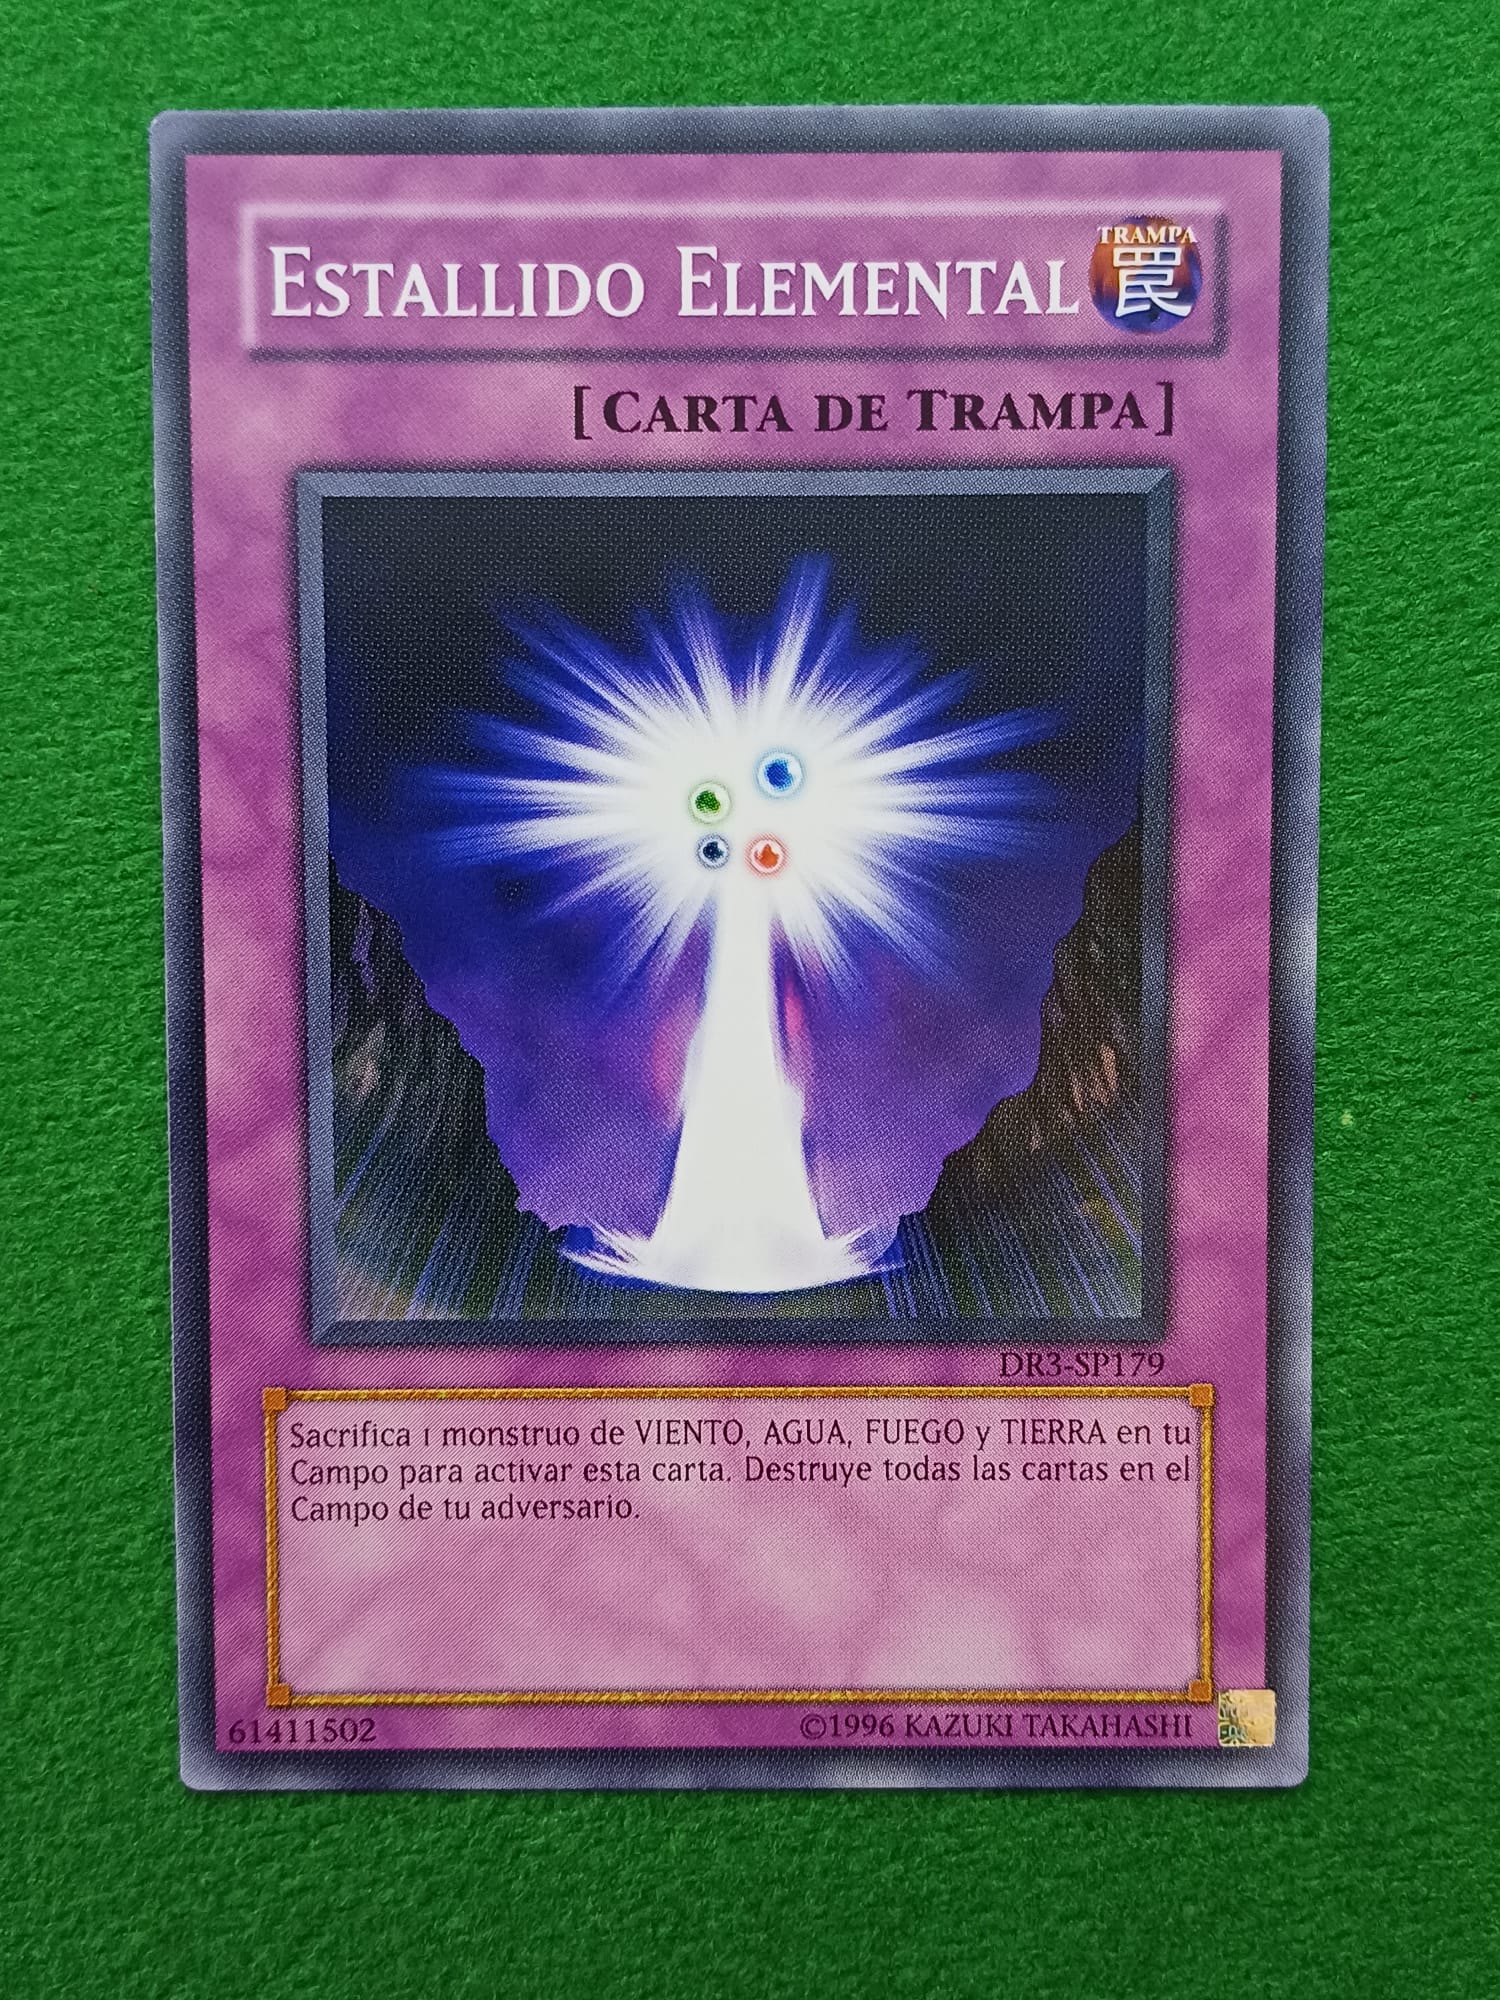 ESTALLIDO ELEMENTAL
TRAMPA
罠
[CARTA DE TRAMPA]
DR3-SP179
Sacrifica 1 monstruo de VIENTO, AGUA, FUEGO y TIERRA en tu
Campo para activar esta carta. Destruye todas las cartas en el
Campo de tu adversario.
61411502
©1996 KAZUKI TAKAHASHI